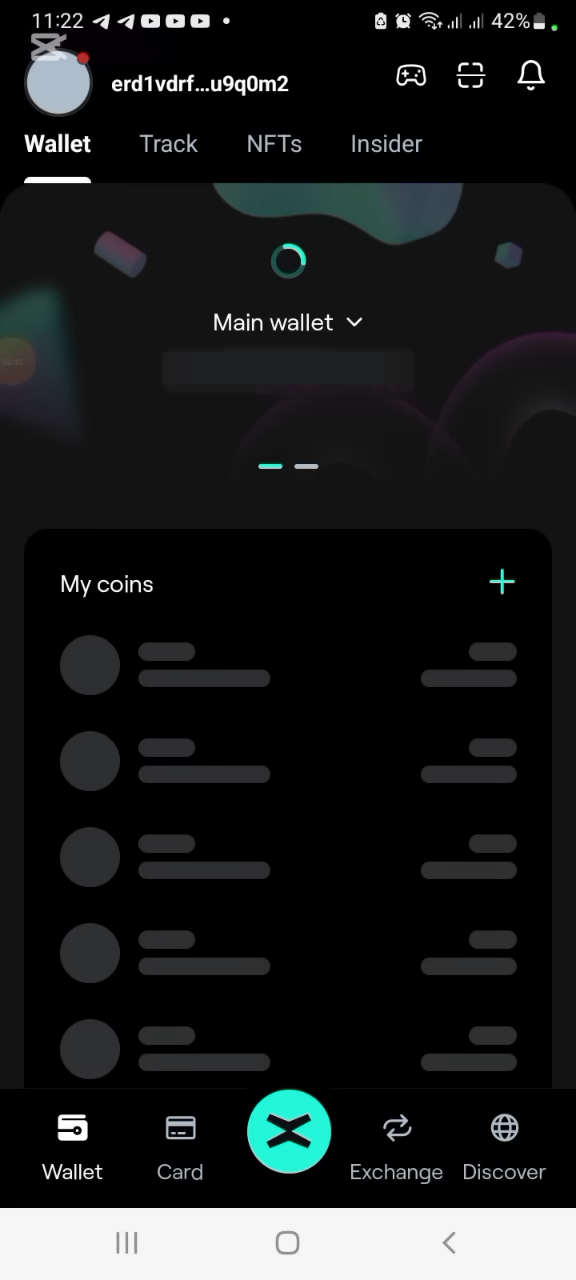 11:22 42%
erd1vdrf...u9q0m2
Wallet Track NFTs Insider
Main wallet
My coins
Wallet Card Exchange Discover